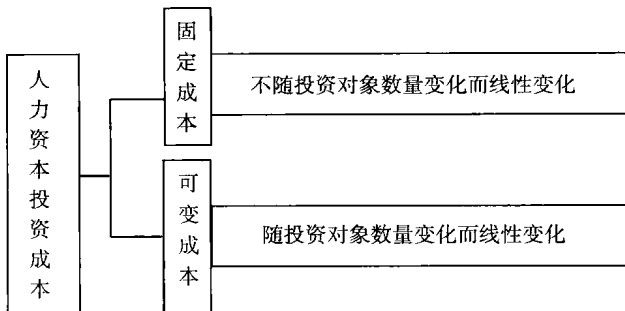 人力资本投资成本
固定成本
不随投资对象数量变化而线性变化
可变成本
随投资对象数量变化而线性变化